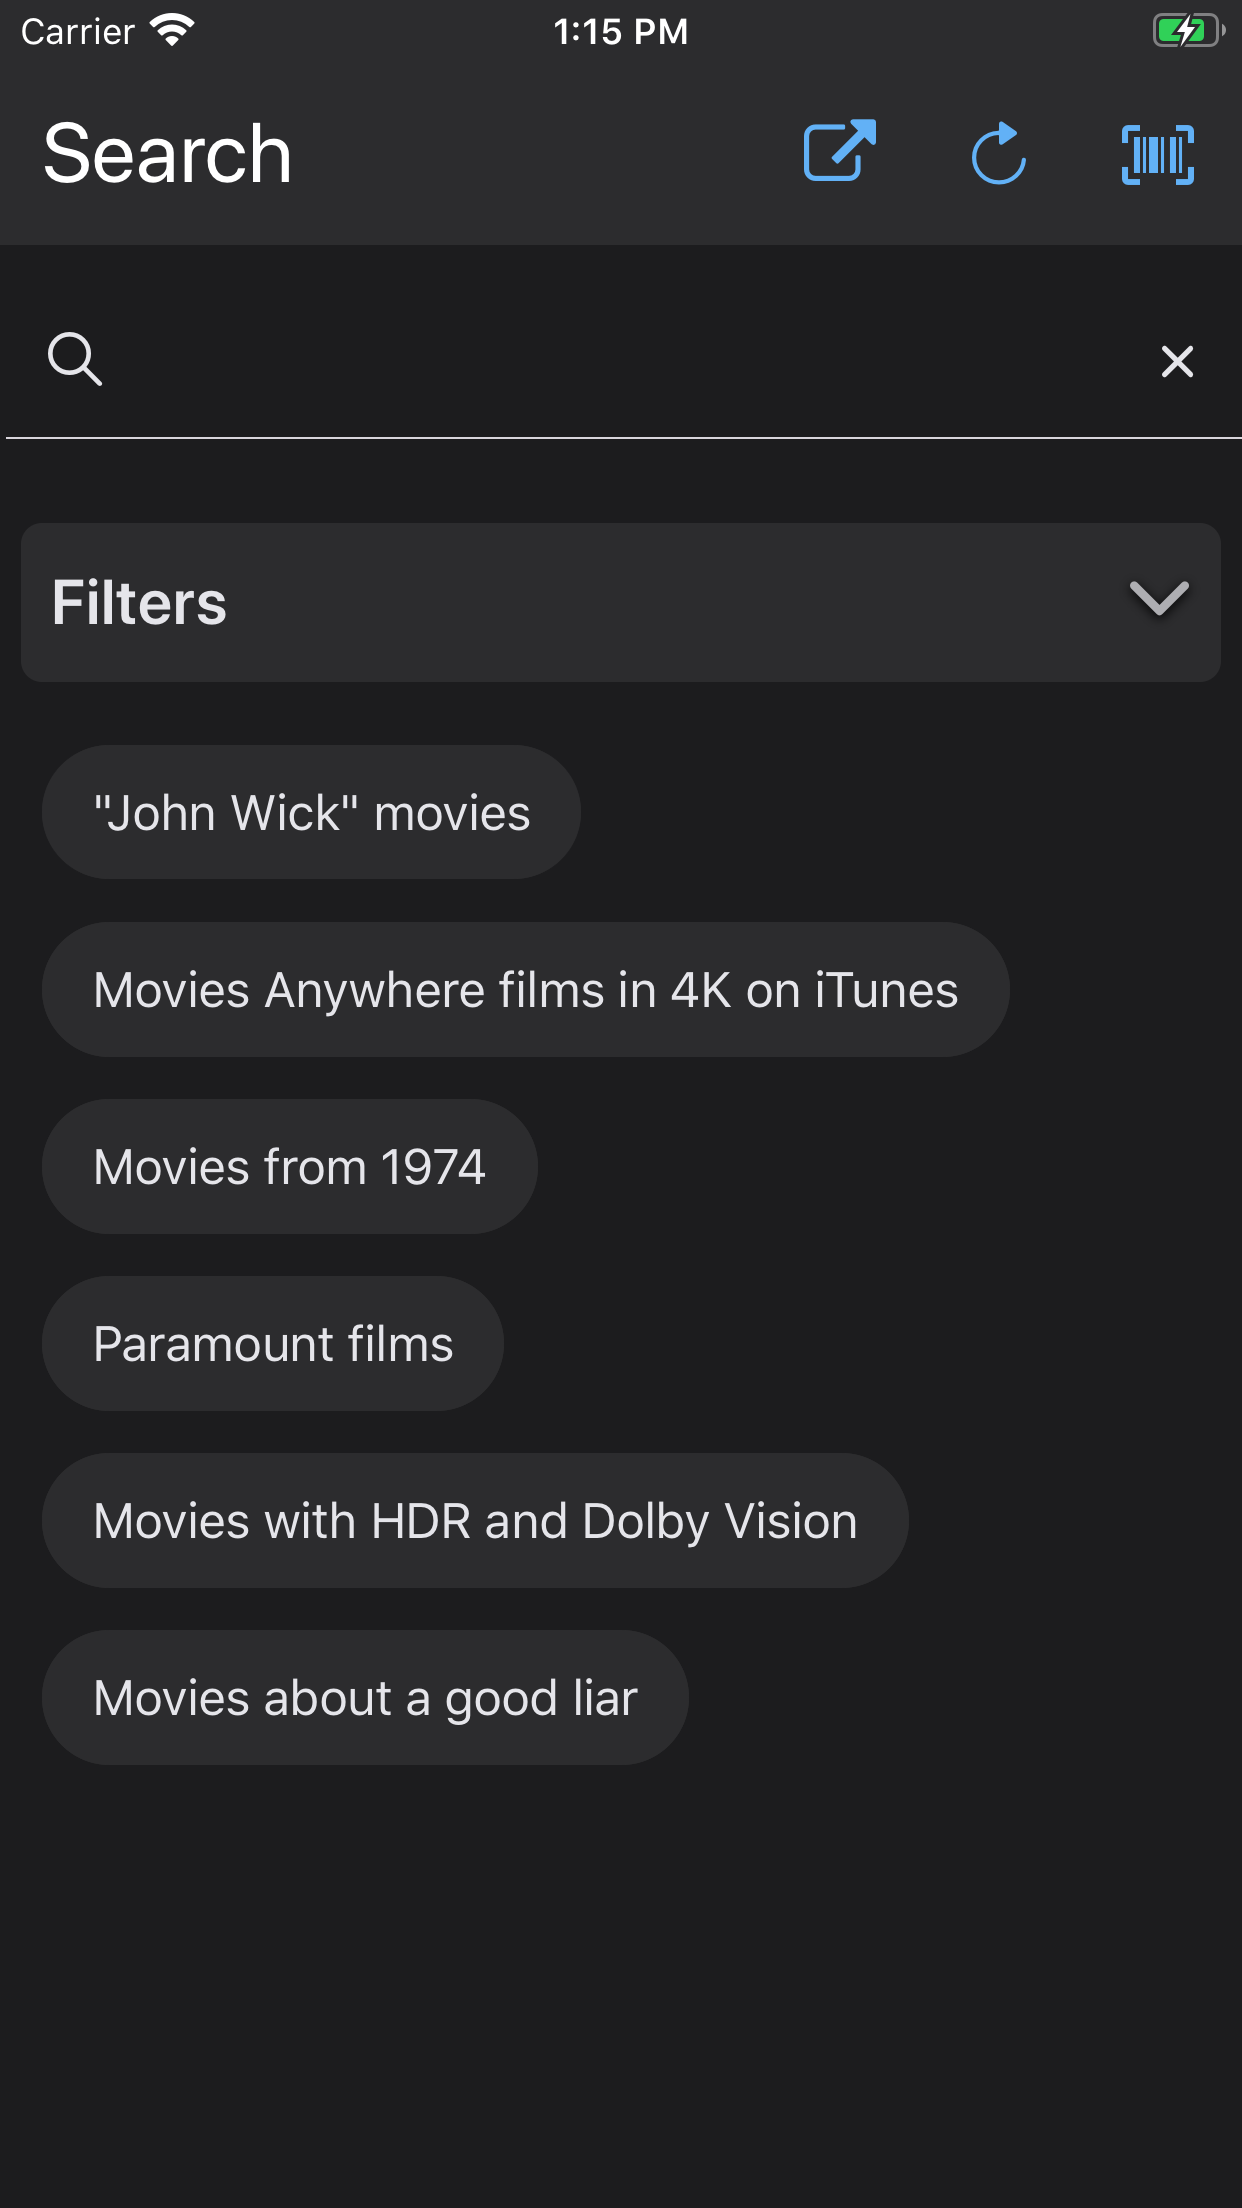 Carrier 1:15 PM
Search
Filters
"John Wick" movies
Movies Anywhere films in 4K on iTunes
Movies from 1974
Paramount films
Movies with HDR and Dolby Vision
Movies about a good liar